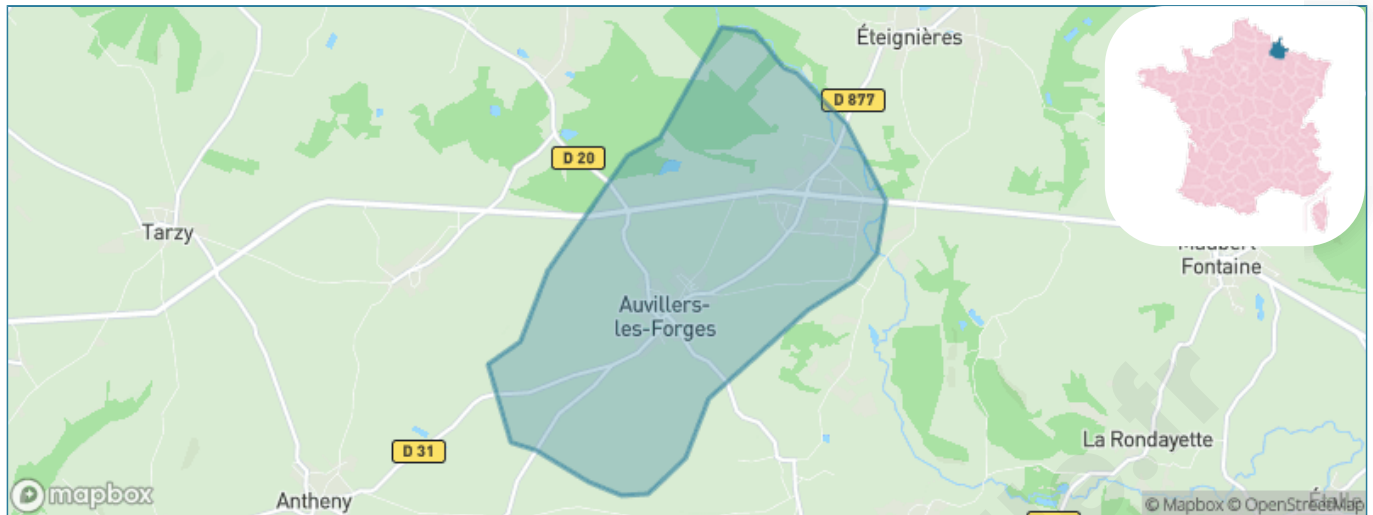 Éteignières
D 877
D 20
Tarzy
Maubert
Fontaine
Auvillers-
les-Forges
La Rondayette
D 31
Antheny
mapbox
© Mapbox © OpenStreetMap